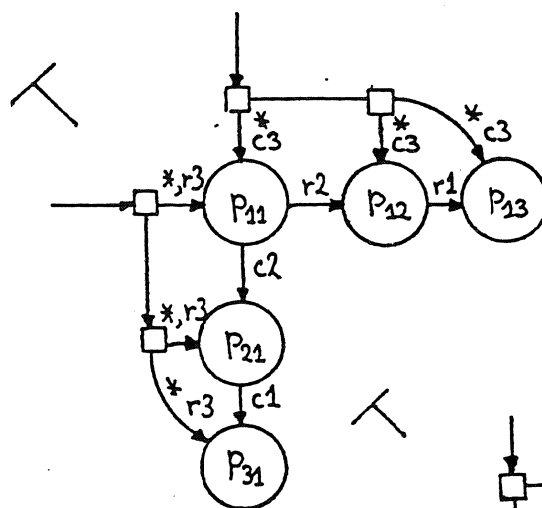 * c3 * c3 * c3
*,r3 P11 r2 P12 r1 P13
c2
*,r3 P21
* r3 c1
P31